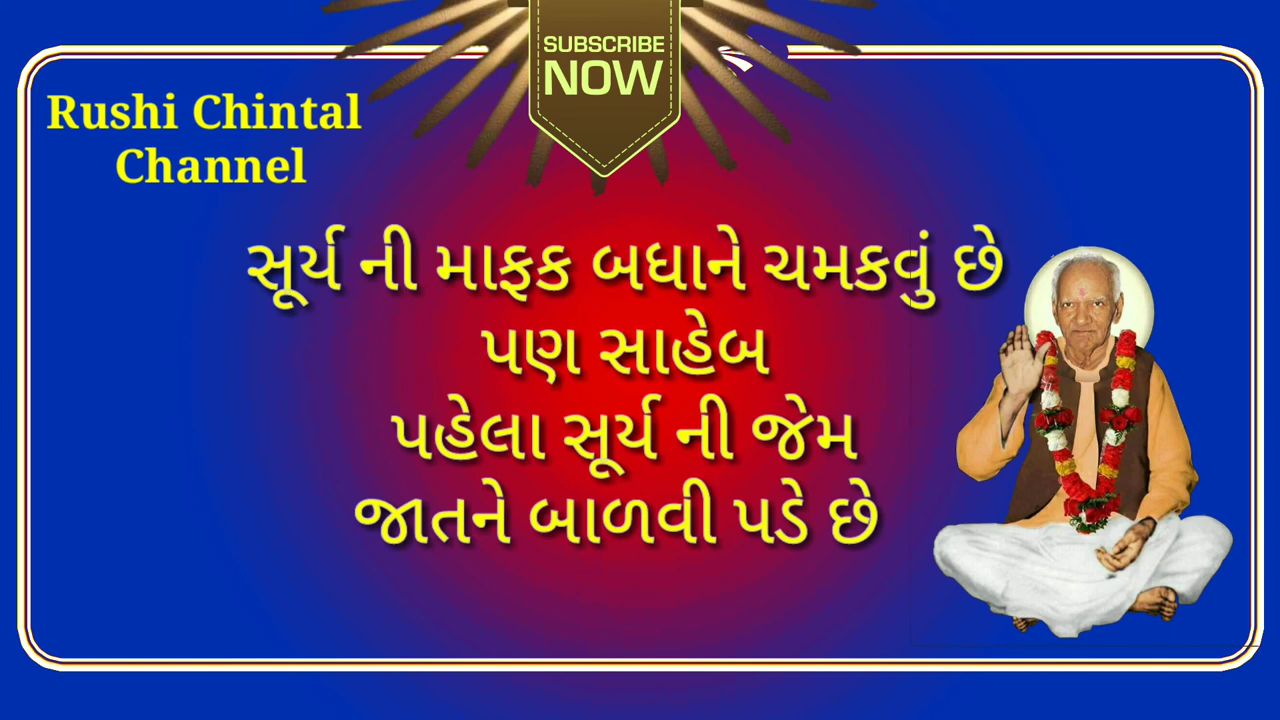 SUBSCRIBE
NOW
Rushi Chintal
Channel
સૂર્ય ની માફક બધાને ચમકવું છે
પણ સાહેબ
પહેલા સૂર્ય ની જેમ
જાતને બાળવી પડે છે